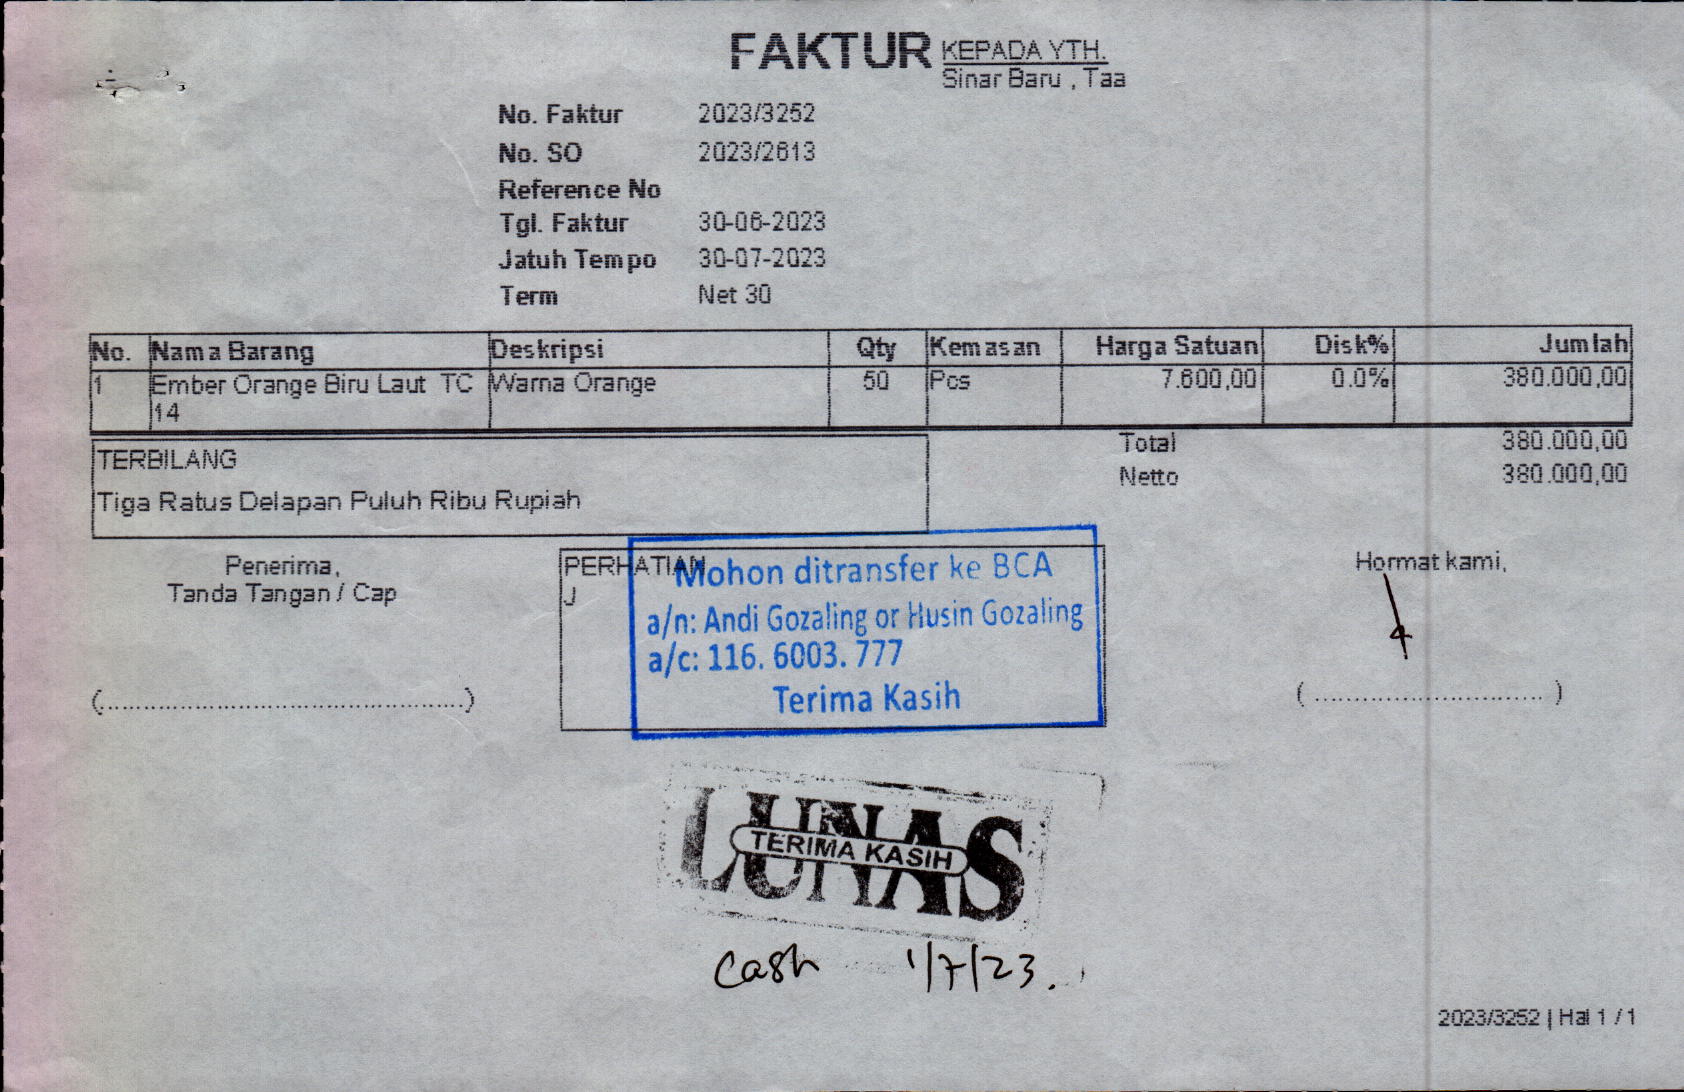 FAKTUR
KEPADA YTH.
Sinar Baru , Taa
No. Faktur 2023/3252
No. SO 2023/2613
Reference No
Tgl. Faktur 30-06-2023
Jatuh Tempo 30-07-2023
Term Net 30
No. Nama Barang Deskripsi Qty Kemasan Harga Satuan Disk% Jumlah
1 Ember Orange Biru Laut TC Warna Orange 50 Pcs 7.600,00 0.0% 380.000,00
14
Total 380.000,00
TERBILANG
Netto 380.000,00
Tiga Ratus Delapan Puluh Ribu Rupiah
Penerima,
Tanda Tangan / Cap
(.............................................)
PERHATIAN
J
Mohon ditransfer ke BCA
a/n: Andi Gozaling or Husin Gozaling
a/c: 116. 6003. 777
Terima Kasih
Hormat kami,
( ............................ )
LUNAS
TERIMA KASIH
Cash 1/7/23.
2023/3252 | Hal 1 / 1